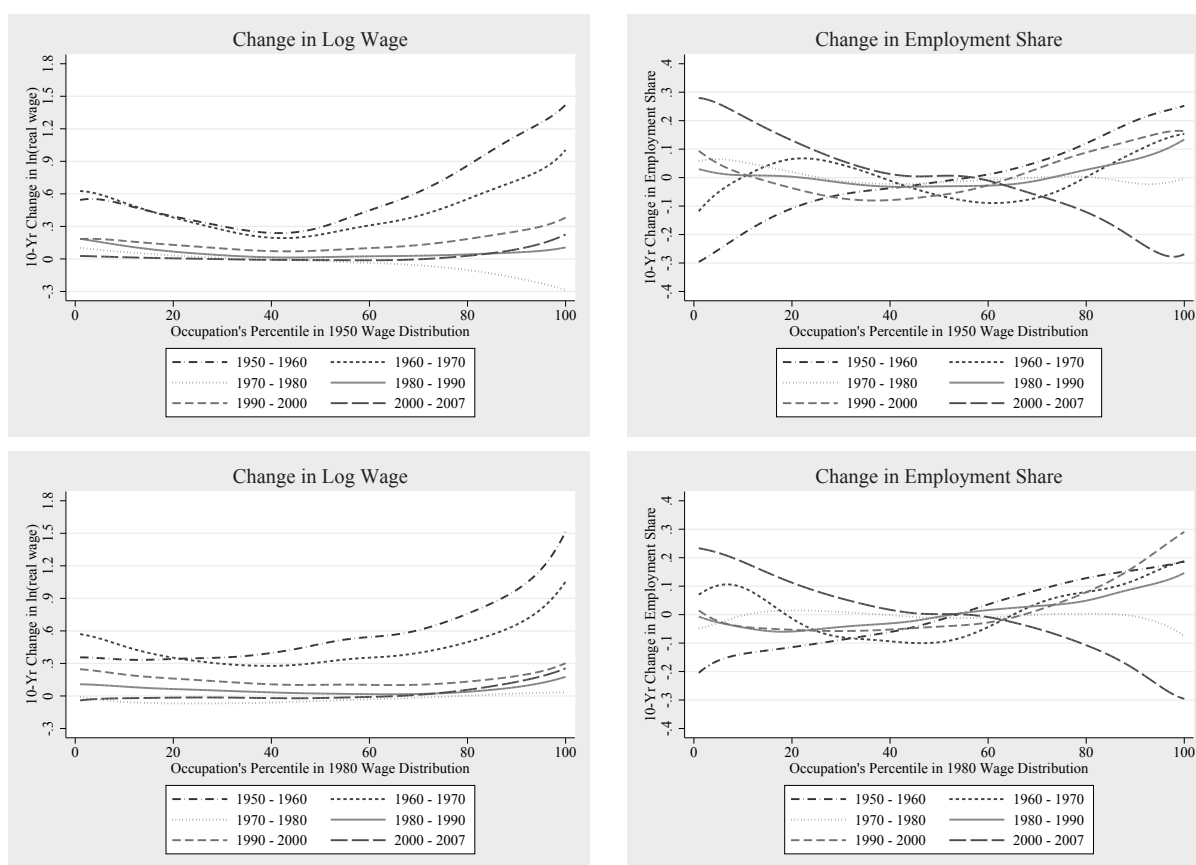 Change in Log Wage
10-Yr Change in ln(real wage)
1.8
1.5
1.2
.9
.6
.3
0
-.3
0 20 40 60 80 100
Occupation's Percentile in 1950 Wage Distribution
1950 - 1960 1960 - 1970
1970 - 1980 1980 - 1990
1990 - 2000 2000 - 2007
Change in Employment Share
10-Yr Change in Employment Share
.4
.3
.2
.1
0
-.1
-.2
-.3
-.4
0 20 40 60 80 100
Occupation's Percentile in 1950 Wage Distribution
1950 - 1960 1960 - 1970
1970 - 1980 1980 - 1990
1990 - 2000 2000 - 2007
Change in Log Wage
10-Yr Change in ln(real wage)
1.8
1.5
1.2
.9
.6
.3
0
-.3
0 20 40 60 80 100
Occupation's Percentile in 1980 Wage Distribution
1950 - 1960 1960 - 1970
1970 - 1980 1980 - 1990
1990 - 2000 2000 - 2007
Change in Employment Share
10-Yr Change in Employment Share
.4
.3
.2
.1
0
-.1
-.2
-.3
-.4
0 20 40 60 80 100
Occupation's Percentile in 1980 Wage Distribution
1950 - 1960 1960 - 1970
1970 - 1980 1980 - 1990
1990 - 2000 2000 - 2007